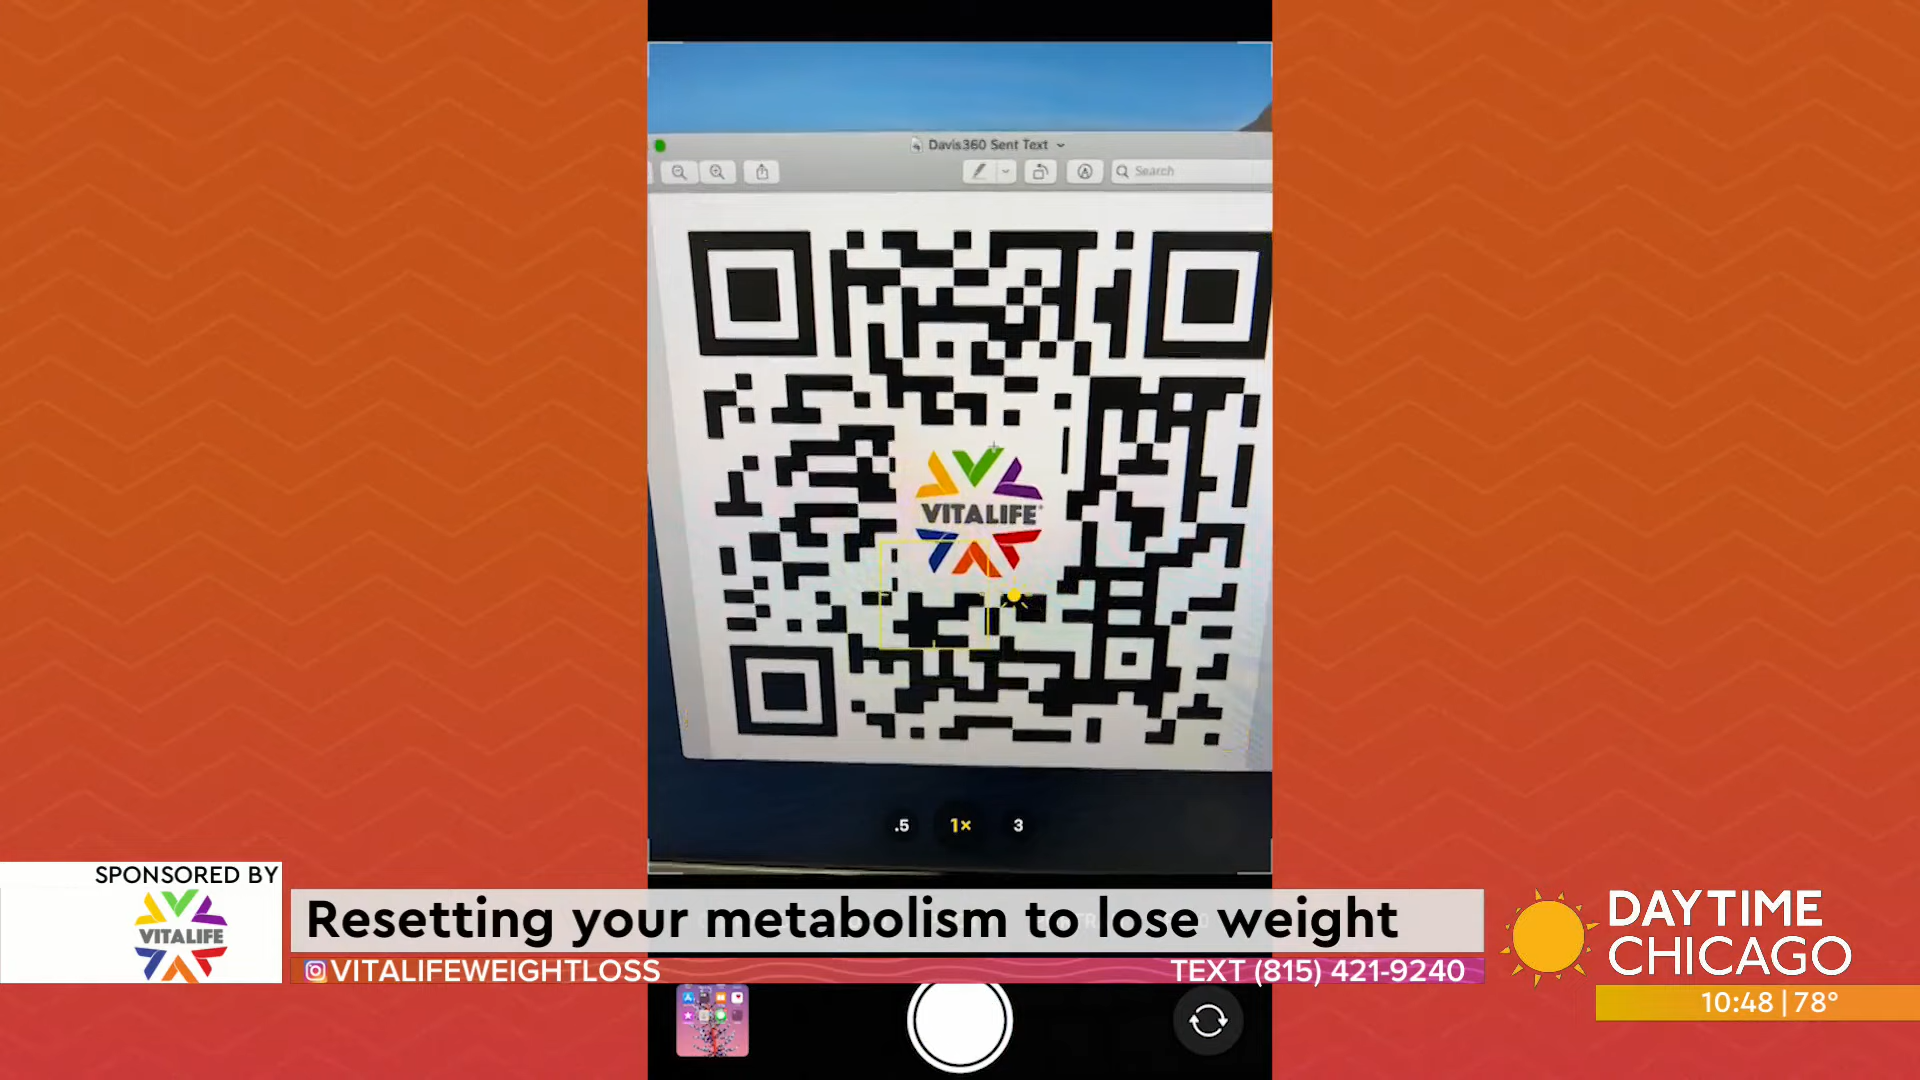 Davis360 Sent Text
Search
VITALIFE
.5
1×
3
SPONSORED BY
VITALIFE
Resetting your metabolism to lose weight
VITALIFEWEIGHTLOSS
TEXT (815) 421-9240
DAYTIME
CHICAGO
10:48 | 78°